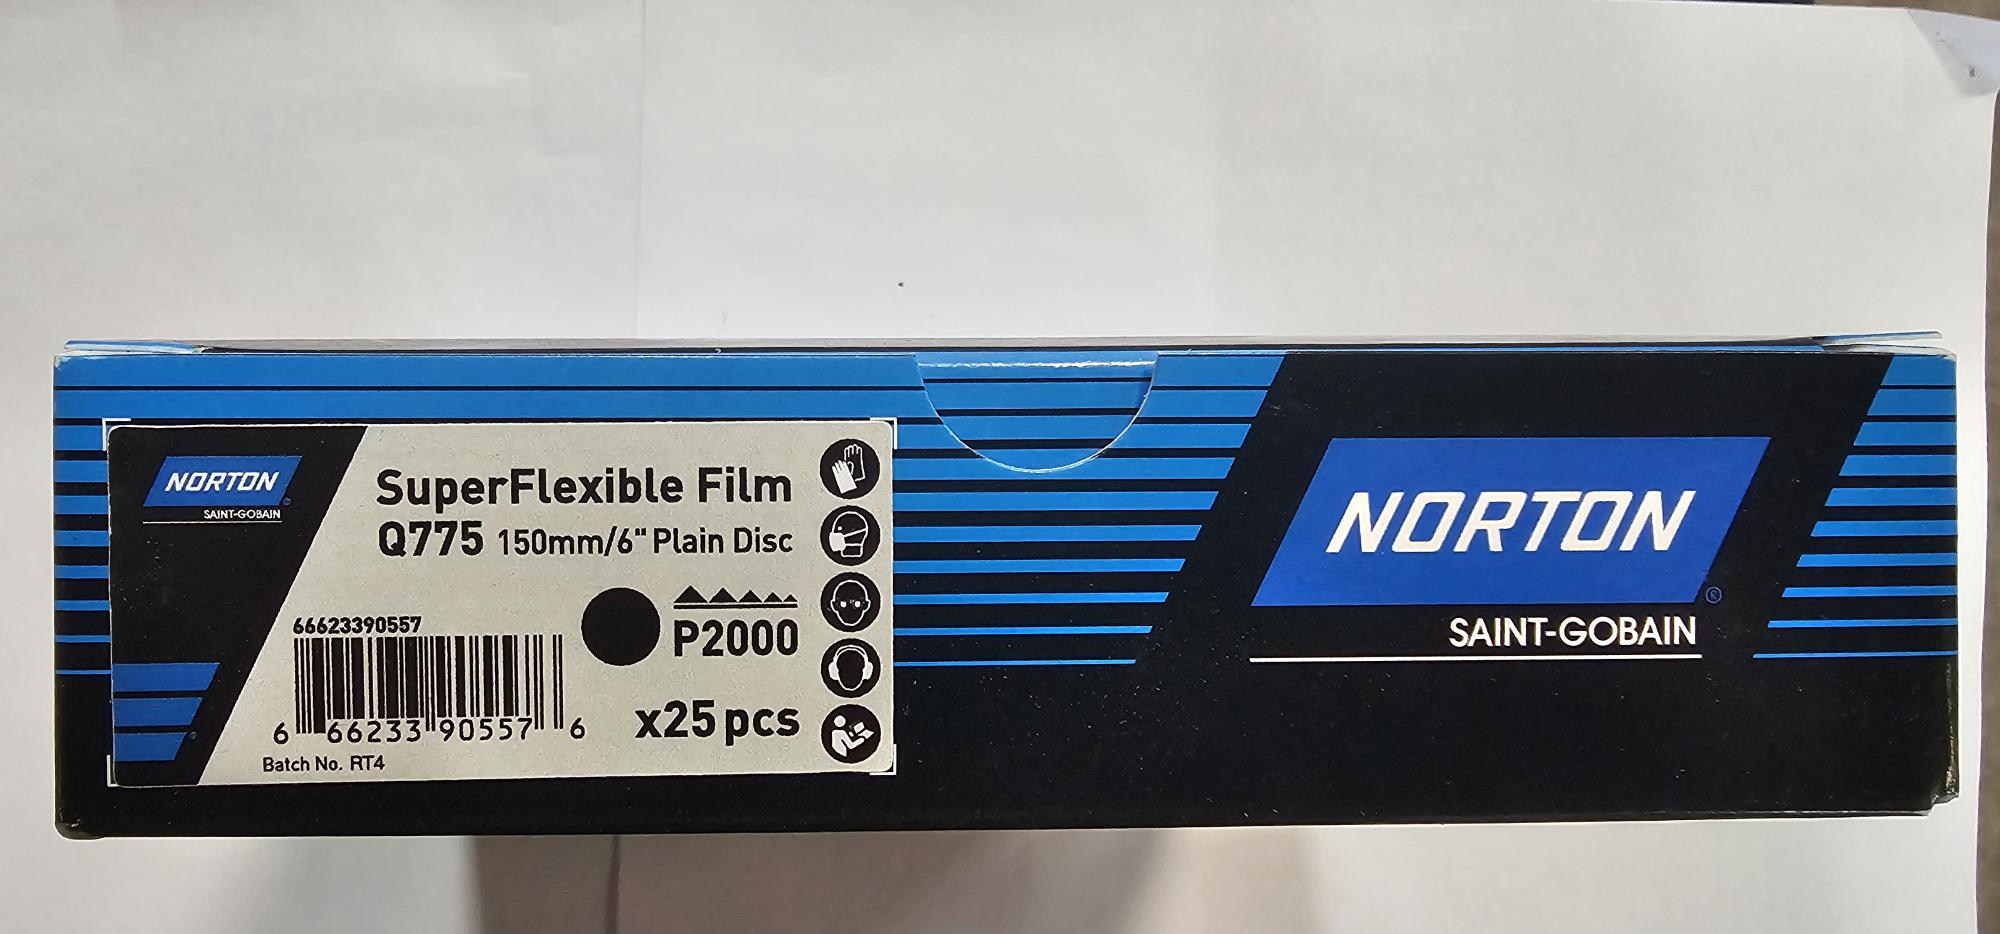 NORTON
®
SAINT-GOBAIN
SuperFlexible Film
Q775 150mm/6" Plain Disc
66623390557
P2000
6 66233 90557 6
x25 pcs
Batch No. RT4
NORTON
®
SAINT-GOBAIN